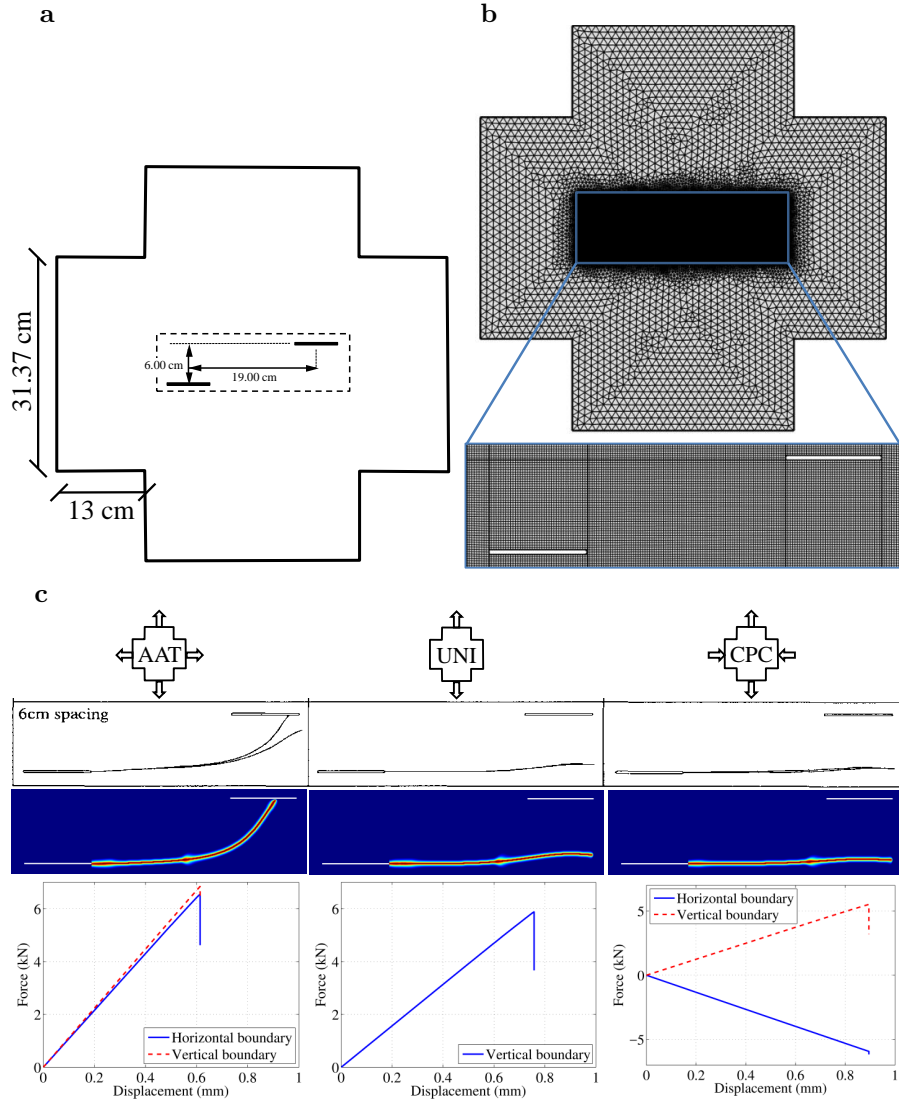 a
b
31.37 cm
13 cm
6.00 cm
19.00 cm
c
AAT
UNI
CPC
6cm spacing
Force (kN)
6
4
2
0
0
0.2
0.4
0.6
0.8
1
Displacement (mm)
Horizontal boundary
Vertical boundary
Force (kN)
6
4
2
0
0
0.2
0.4
0.6
0.8
1
Displacement (mm)
Vertical boundary
Force (kN)
5
0
−5
0
0.2
0.4
0.6
0.8
1
Displacement (mm)
Horizontal boundary
Vertical boundary